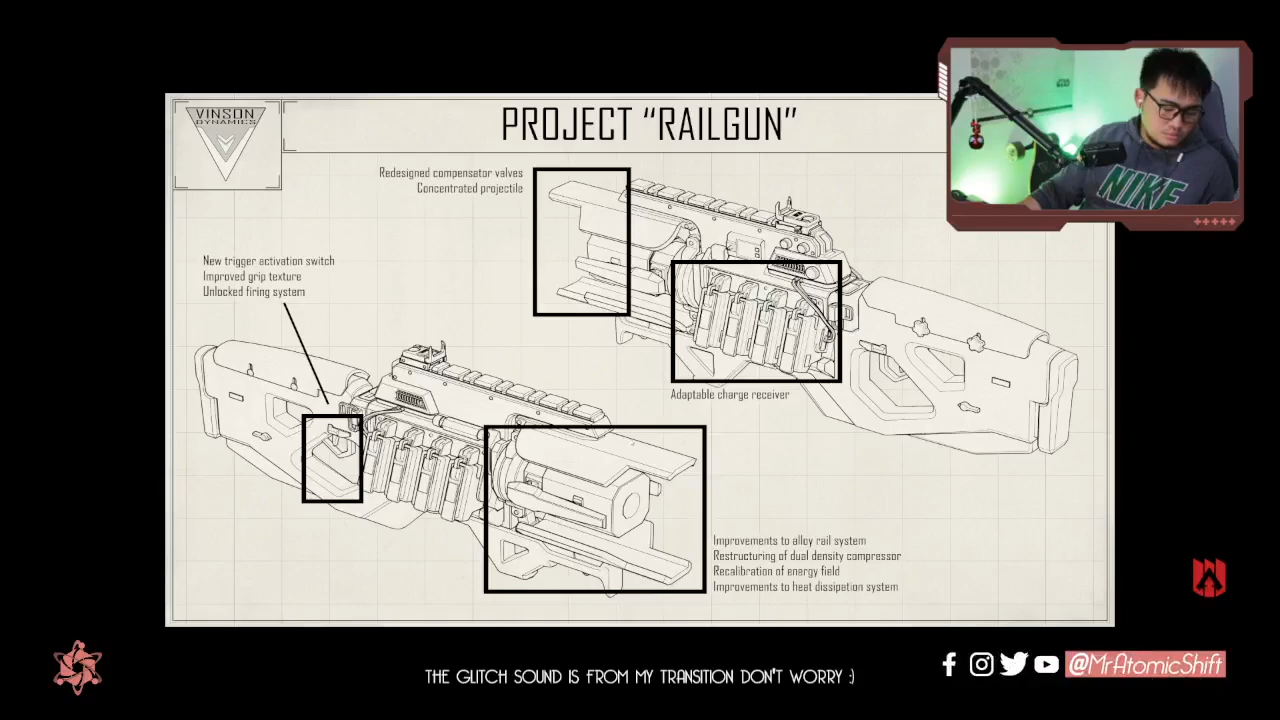 VINSON
DYNAMICS
PROJECT “RAILGUN”
Redesigned compensator valves
Concentrated projectile
New trigger activation switch
Improved grip texture
Unlocked firing system
Adaptable charge receiver
Improvements to alloy rail system
Restructuring of dual density compressor
Recalibration of energy field
Improvements to heat dissipation system
NIKE
THE GLITCH SOUND IS FROM MY TRANSITION DON'T WORRY :)
@MrAtomicShift